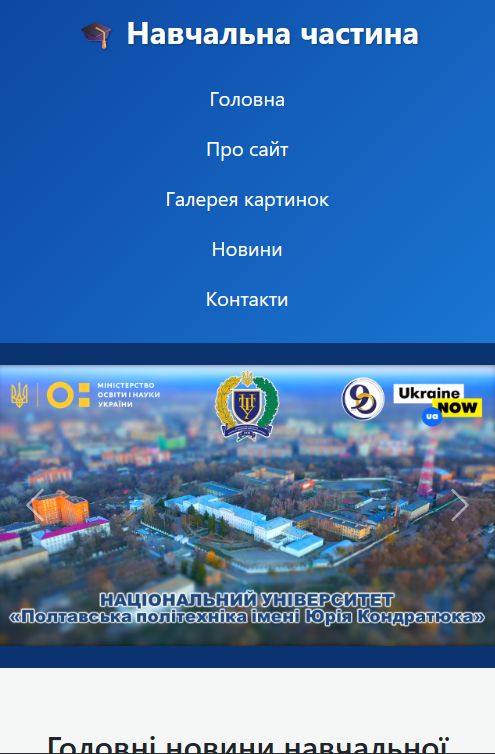 Навчальна частина
Головна
Про сайт
Галерея картинок
Новини
Контакти
МІНІСТЕРСТВО
ОСВІТИ І НАУКИ
УКРАЇНИ
Ukraine
NOW
ua
НАЦІОНАЛЬНИЙ УНІВЕРСИТЕТ
«Полтавська політехніка імені Юрія Кондратюка»
Головні новини навчальної